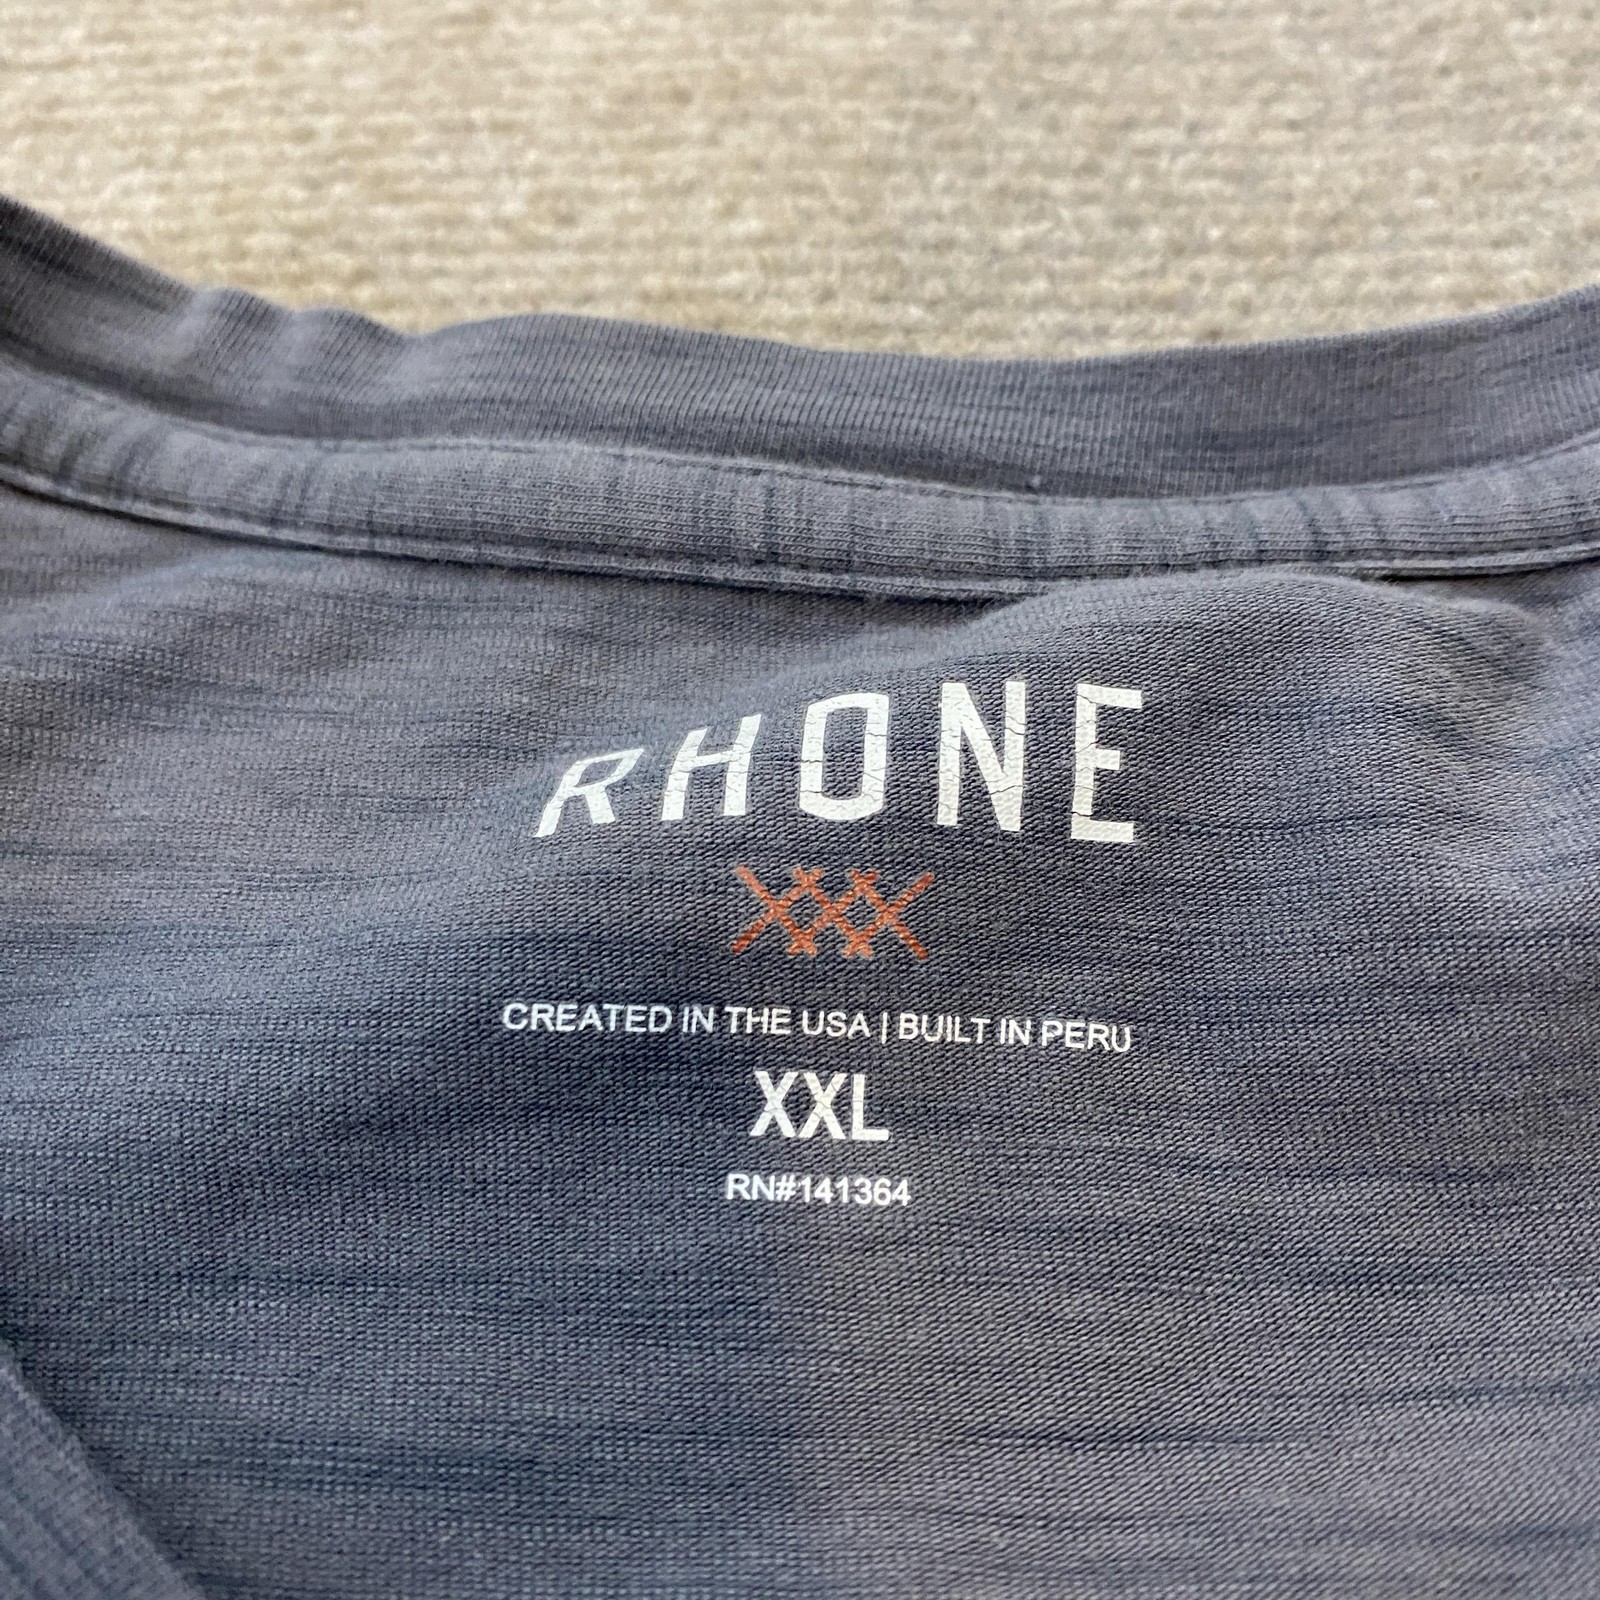 RHONE
CREATED IN THE USA | BUILT IN PERU
XXL
RN#141364